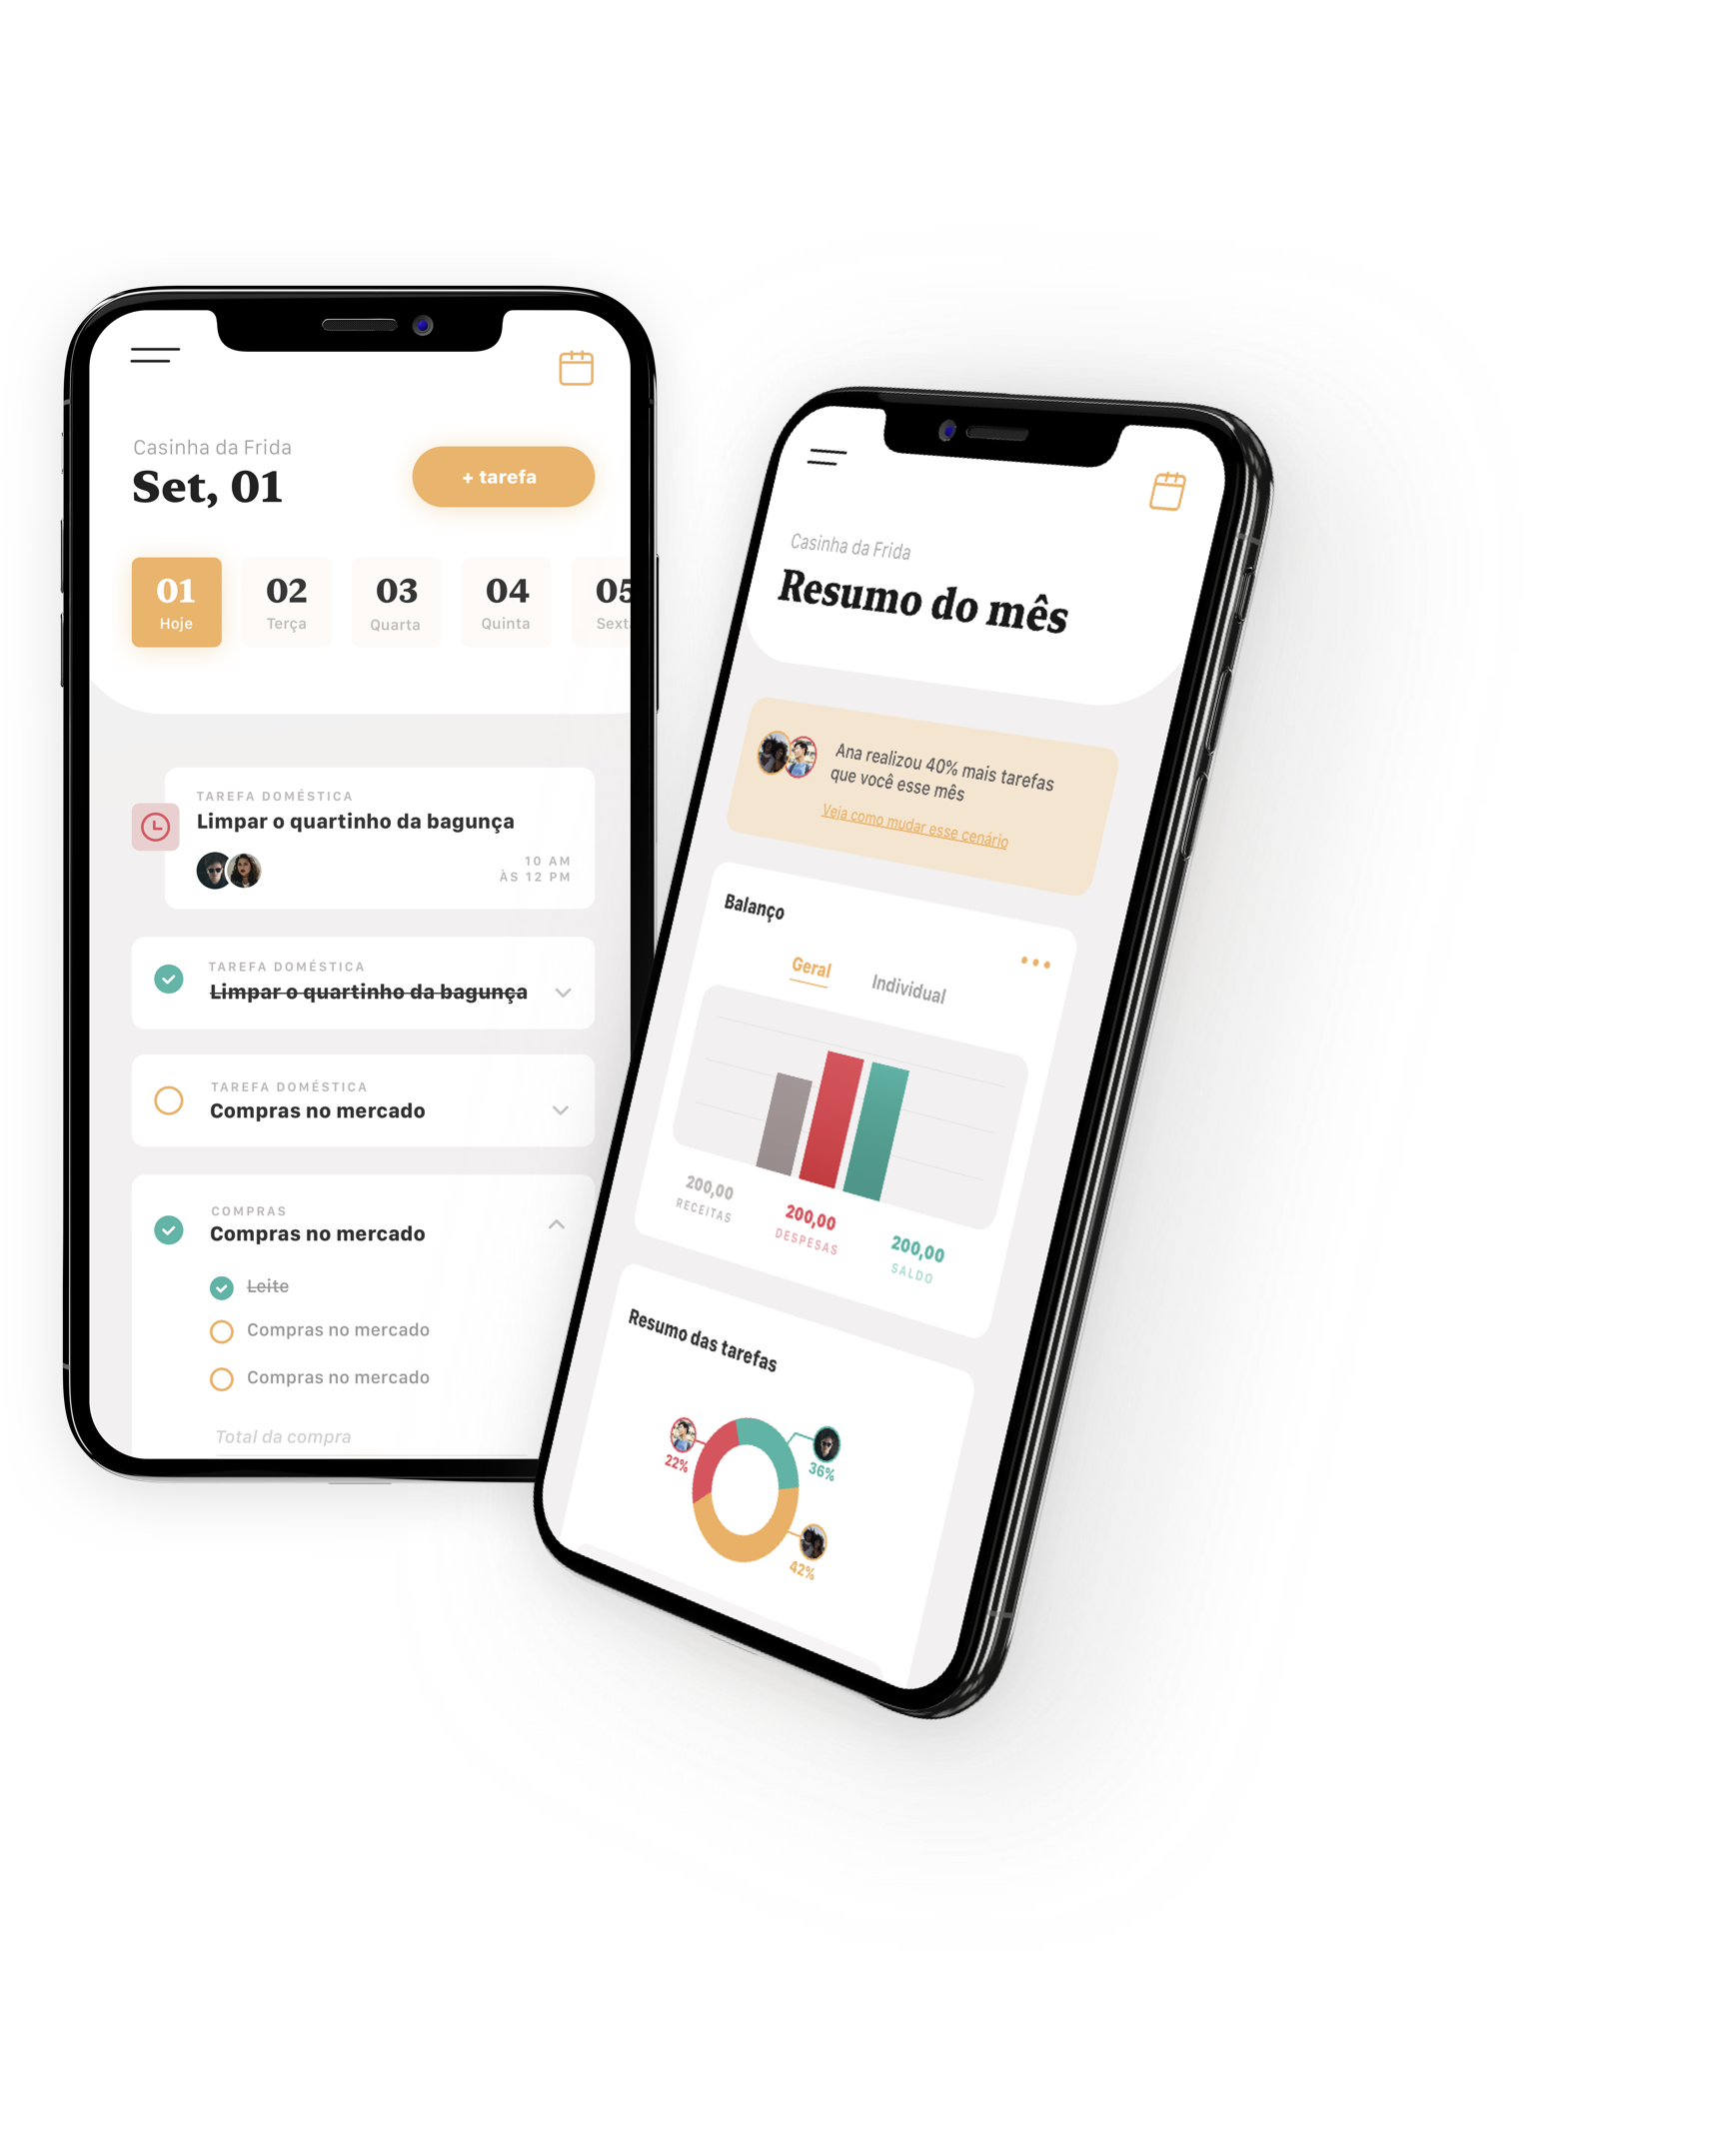 Casinha da Frida
Set, 01
+ tarefa
01
Hoje
02
Terça
03
Quarta
04
Quinta
05
Sext
TAREFA DOMÉSTICA
Limpar o quartinho da bagunça
10 AM
ÀS 12 PM
TAREFA DOMÉSTICA
Limpar o quartinho da bagunça
TAREFA DOMÉSTICA
Compras no mercado
COMPRAS
Compras no mercado
Leite
Compras no mercado
Compras no mercado
Total da compra
Casinha da Frida
Resumo do mês
Ana realizou 40% mais tarefas
que você esse mês
Veja como mudar esse cenário
Balanço
Geral
Individual
200,00
RECEITAS
200,00
DESPESAS
200,00
SALDO
Resumo das tarefas
22%
36%
42%